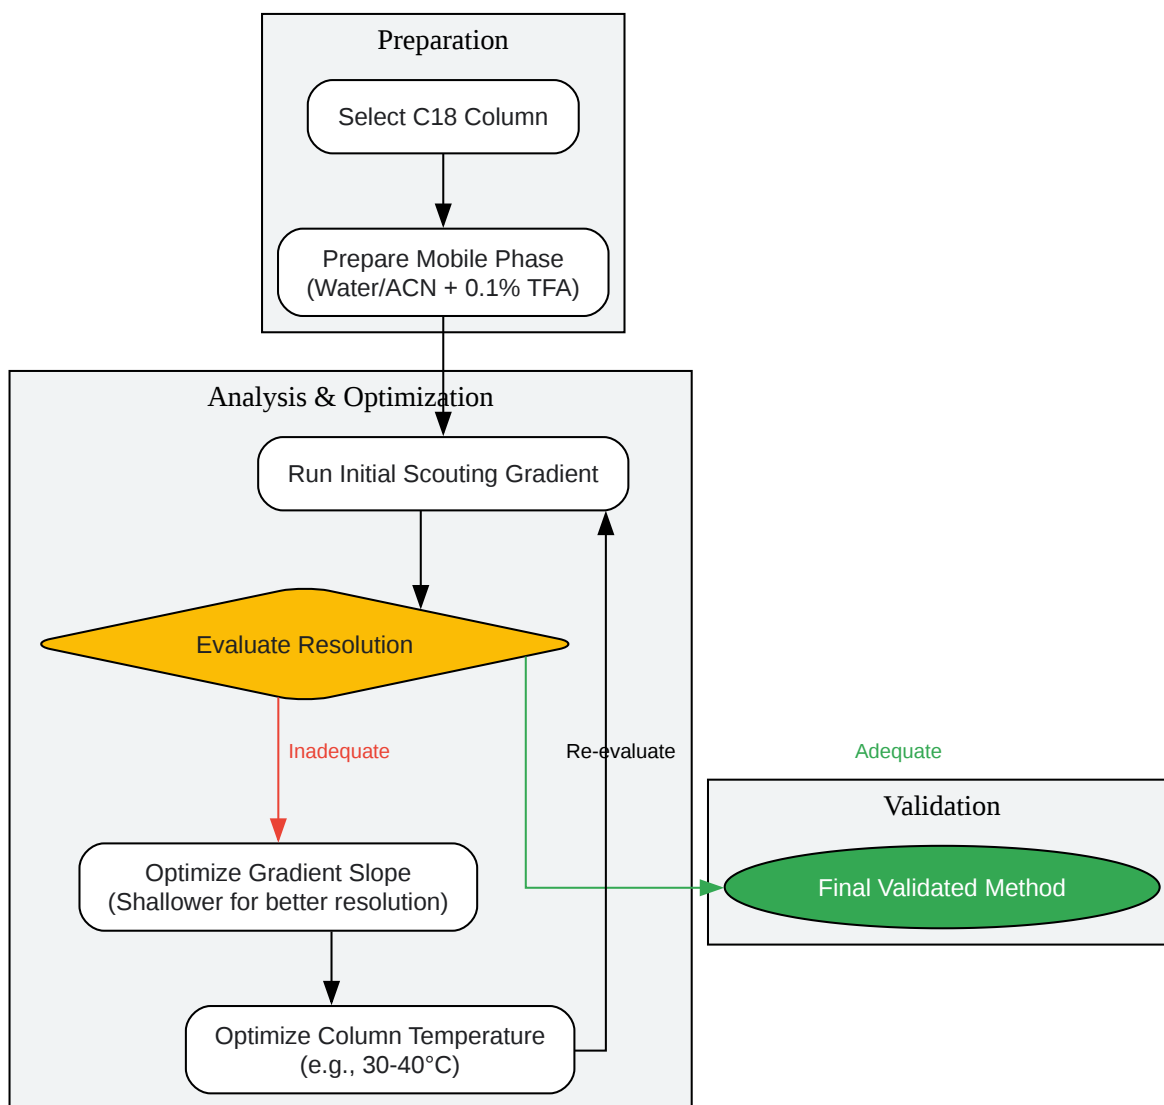 Preparation
Select C18 Column
Prepare Mobile Phase
(Water/ACN + 0.1% TFA)
Analysis & Optimization
Run Initial Scouting Gradient
Evaluate Resolution
Inadequate
Re-evaluate
Adequate
Validation
Optimize Gradient Slope
(Shallower for better resolution)
Final Validated Method
Optimize Column Temperature
(e.g., 30-40°C)